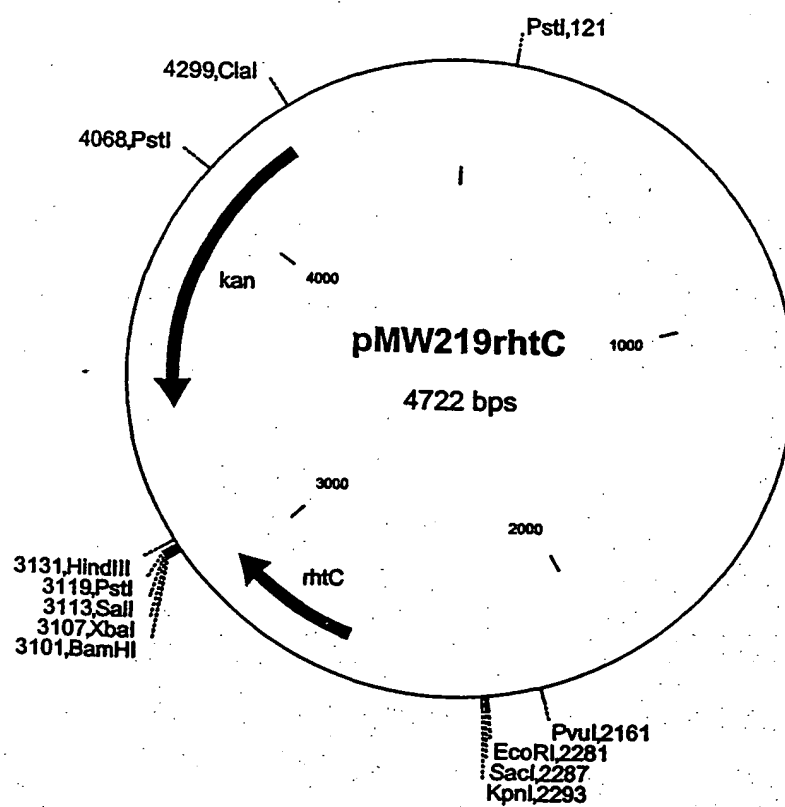 PstI,121
4299,ClaI
4068,PstI
kan
4000
pMW219rhtC
1000
4722 bps
3000
2000
rhtC
3131,HindIII
3119,PstI
3113,SalI
3107,XbaI
3101,BamHI
PvuI,2161
EcoRI,2281
SacI,2287
KpnI,2293